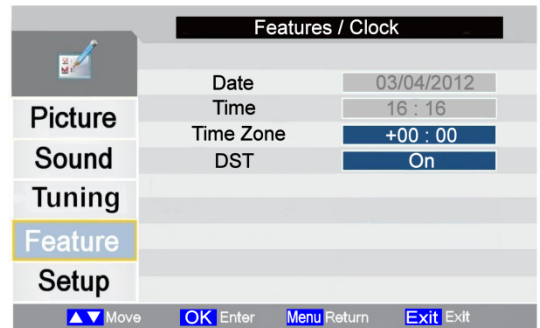 Features / Clock
Date 03/04/2012
Time 16 : 16
Time Zone +00 : 00
DST On
Picture
Sound
Tuning
Feature
Setup
▲▼ Move OK Enter Menu Return Exit Exit